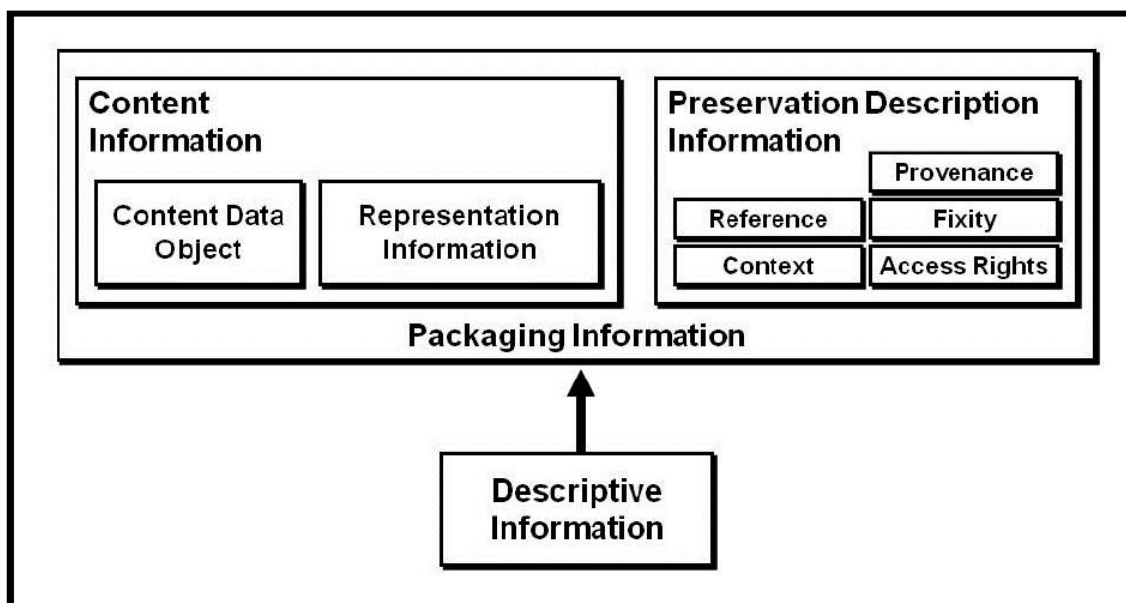 Content
Information
Content Data
Object
Representation
Information
Preservation Description
Information
Provenance
Reference
Fixity
Context
Access Rights
Packaging Information
Descriptive
Information